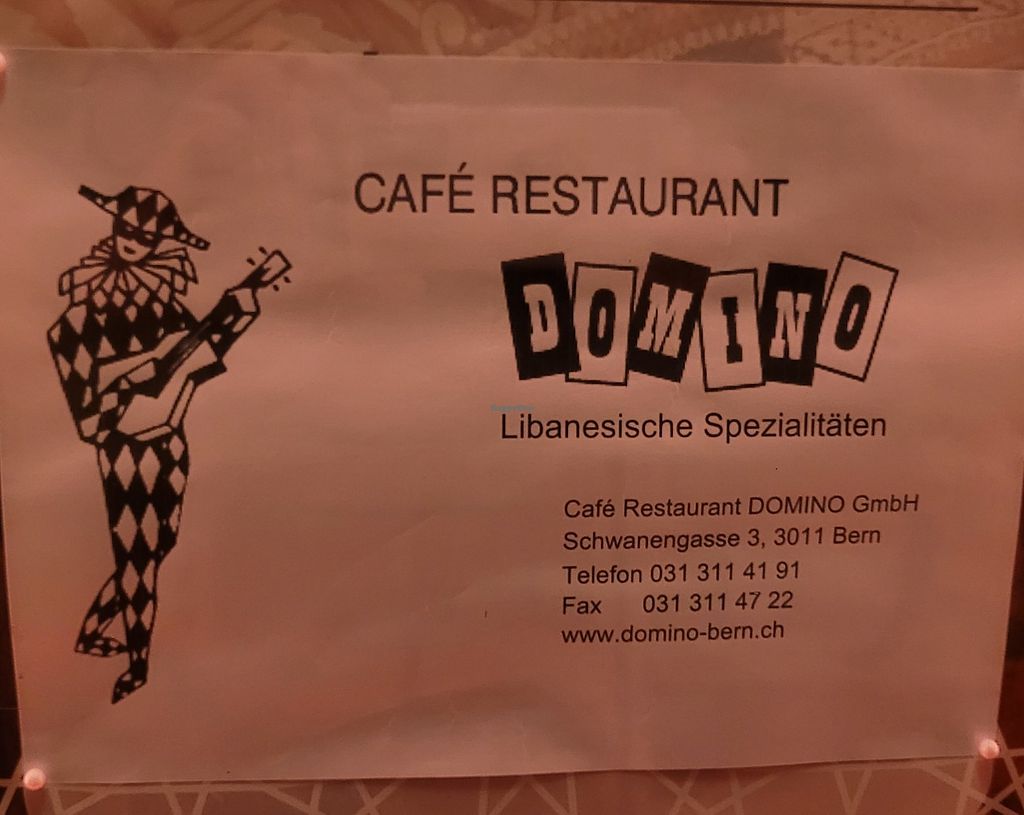 CAFÉ RESTAURANT
DOMINO
Libanesische Spezialitäten
Café Restaurant DOMINO GmbH
Schwanengasse 3, 3011 Bern
Telefon 031 311 41 91
Fax 031 311 47 22
www.domino-bern.ch